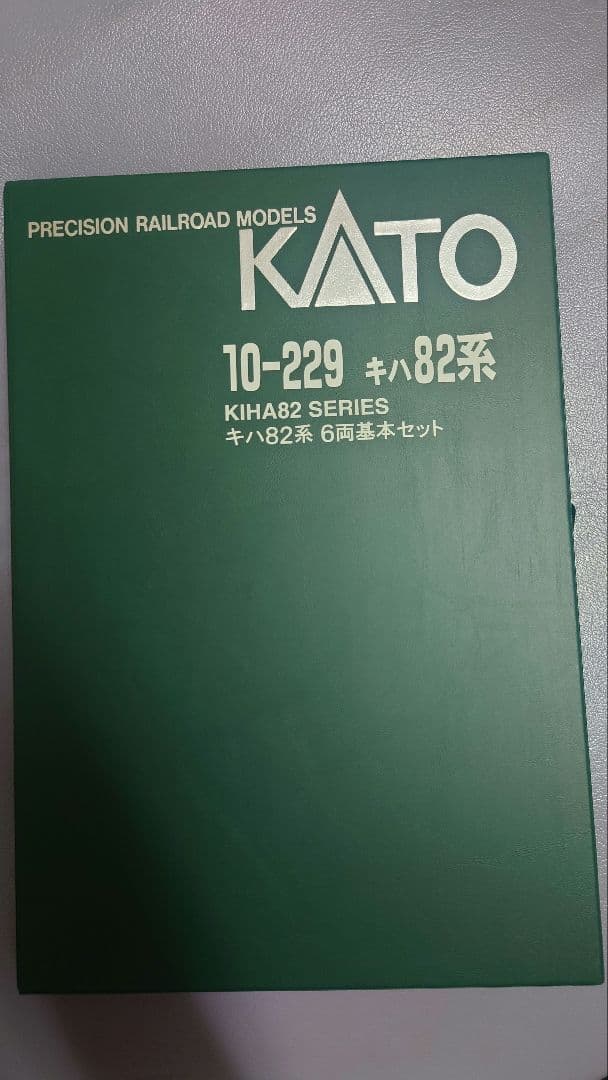 PRECISION RAILROAD MODELS
KATO
10-229 キハ82系
KIHA82 SERIES
キハ82系 6両基本セット